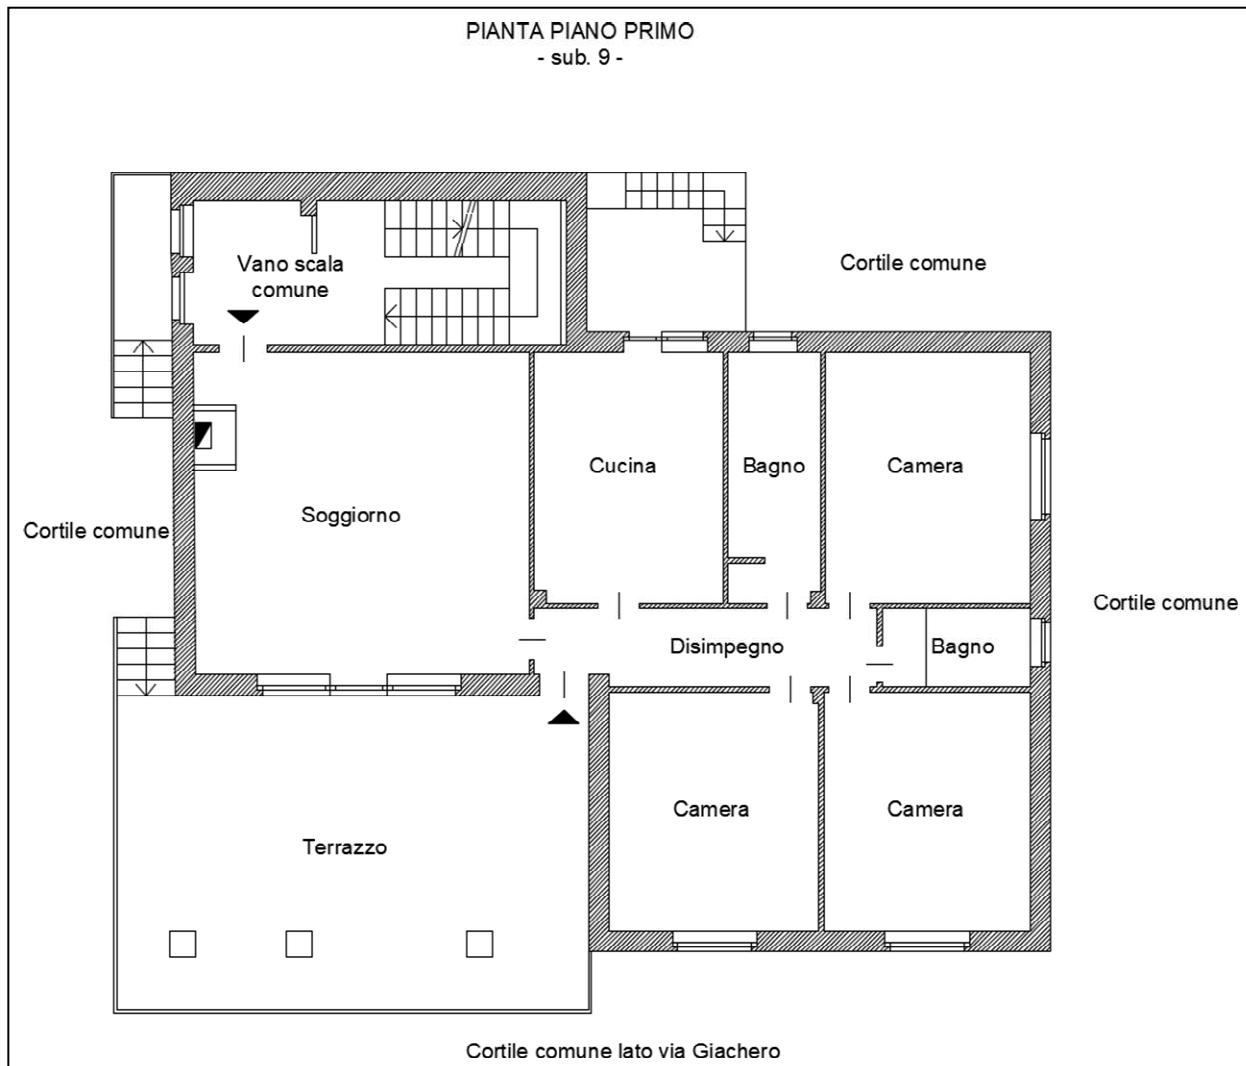 PIANTA PIANO PRIMO
- sub. 9 -
Vano scala
comune
Cortile comune
Cucina
Bagno
Camera
Soggiorno
Cortile comune
Cortile comune
Disimpegno
Bagno
Camera
Camera
Terrazzo
Cortile comune lato via Giachero